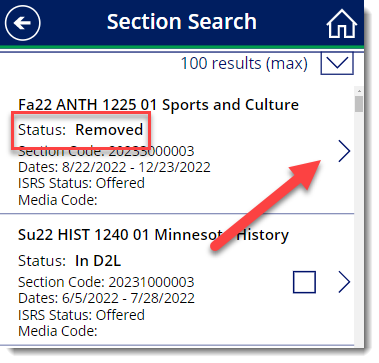 Section Search
100 results (max)
Fa22 ANTH 1225 01 Sports and Culture
Status: Removed
Section Code: 20233000003
Dates: 8/22/2022 - 12/23/2022
ISRS Status: Offered
Media Code:
Su22 HIST 1240 01 Minnesota History
Status: In D2L
Section Code: 20231000003
Dates: 6/5/2022 - 7/28/2022
ISRS Status: Offered
Media Code: